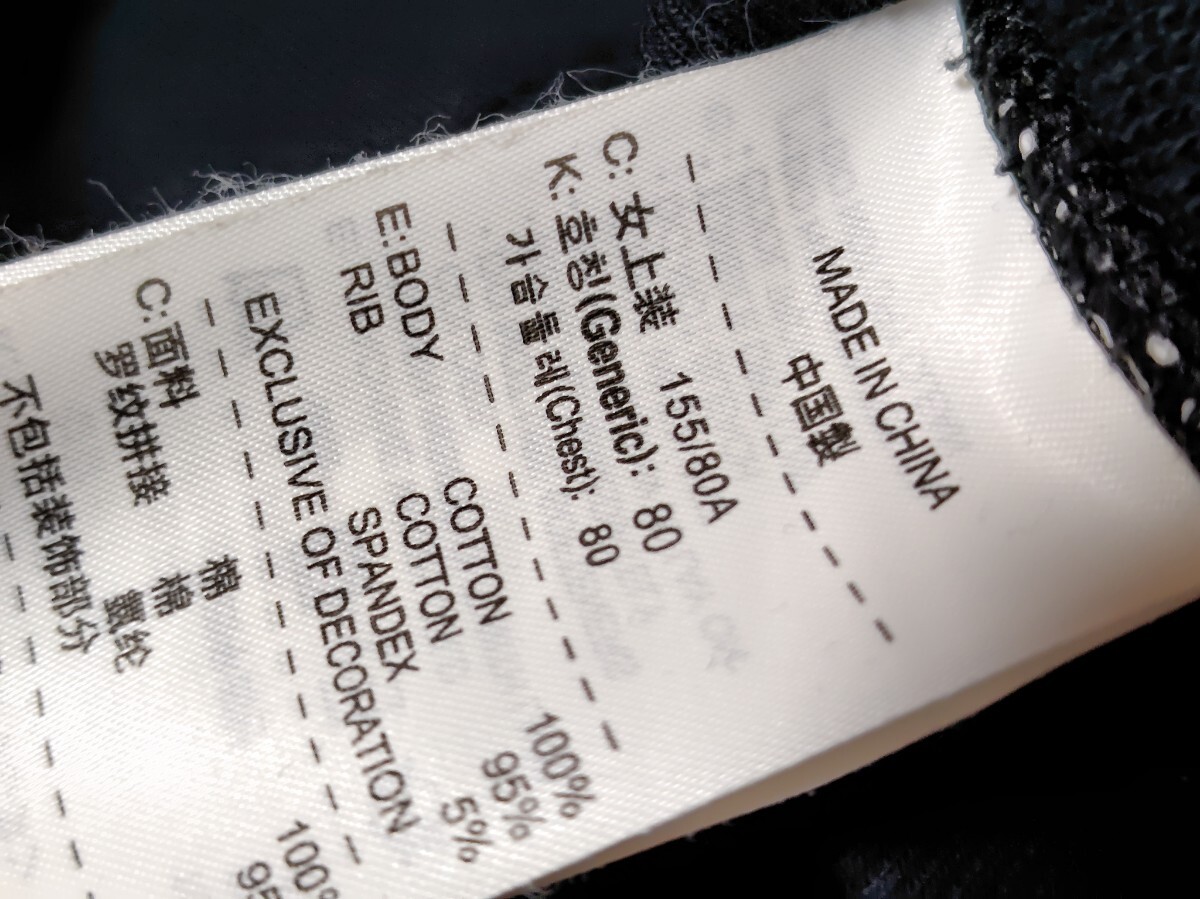 MADE IN CHINA
中国製
C: 女上装 155/80A
K: 호칭(Generic): 80
가슴둘레(Chest): 80
E:BODY COTTON 100%
RIB COTTON 95%
SPANDEX 5%
EXCLUSIVE OF DECORATION
C:面料 棉 100%
罗纹拼接 棉
氨纶
不包括装饰部分